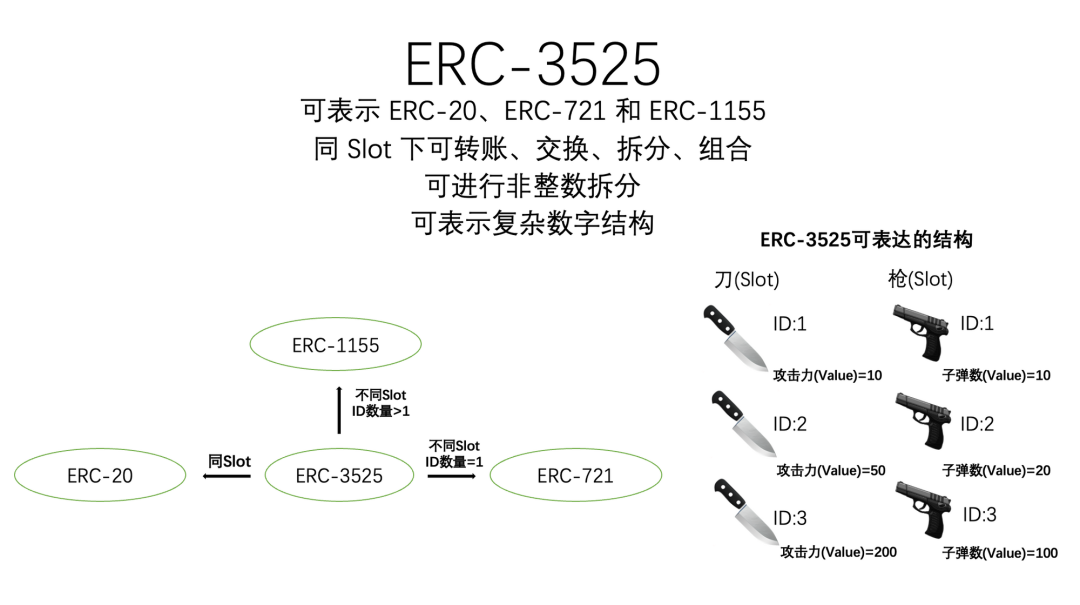 ERC-3525
可表示 ERC-20、ERC-721 和 ERC-1155
同 Slot 下可转账、交换、拆分、组合
可进行非整数拆分
可表示复杂数字结构
ERC-1155
不同Slot
ID数量>1
ERC-20
同Slot
ERC-3525
不同Slot
ID数量=1
ERC-721
ERC-3525可表达的结构
刀(Slot)
枪(Slot)
ID:1
ID:1
攻击力(Value)=10
子弹数(Value)=10
ID:2
ID:2
攻击力(Value)=50
子弹数(Value)=20
ID:3
ID:3
攻击力(Value)=200
子弹数(Value)=100